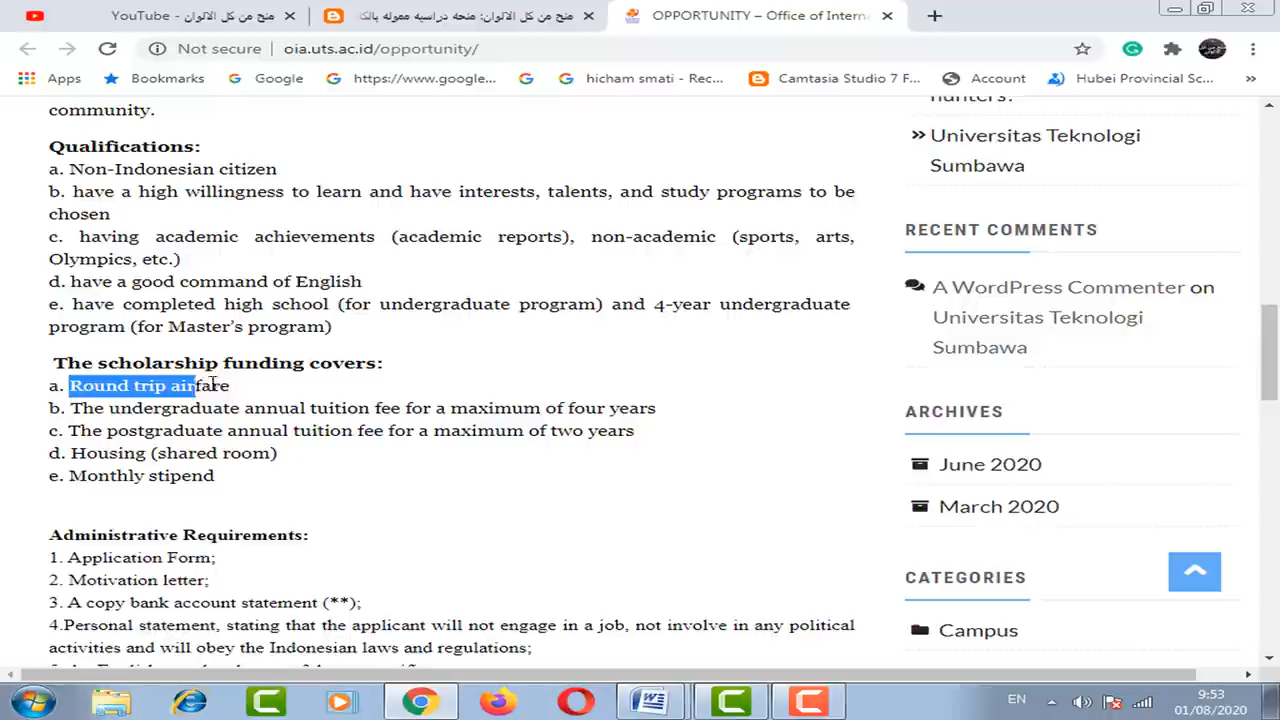 منح من كل الالوان - YouTube
منح من كل الالوان: منحه دراسيه مموله بالكا
OPPORTUNITY – Office of Intern
Not secure | oia.uts.ac.id/opportunity/
Apps Bookmarks Google https://www.google... hicham smati - Rec... Camtasia Studio 7 F... Account Hubei Provincial Sc... »
community.
Qualifications:
a. Non-Indonesian citizen
b. have a high willingness to learn and have interests, talents, and study programs to be
chosen
c. having academic achievements (academic reports), non-academic (sports, arts,
Olympics, etc.)
d. have a good command of English
e. have completed high school (for undergraduate program) and 4-year undergraduate
program (for Master's program)
The scholarship funding covers:
a. Round trip airfare
b. The undergraduate annual tuition fee for a maximum of four years
c. The postgraduate annual tuition fee for a maximum of two years
d. Housing (shared room)
e. Monthly stipend
Administrative Requirements:
1. Application Form;
2. Motivation letter;
3. A copy bank account statement (**);
4.Personal statement, stating that the applicant will not engage in a job, not involve in any political
activities and will obey the Indonesian laws and regulations;
hunters?
Universitas Teknologi
Sumbawa
RECENT COMMENTS
A WordPress Commenter on
Universitas Teknologi
Sumbawa
ARCHIVES
June 2020
March 2020
CATEGORIES
Campus
EN
9:53
01/08/2020